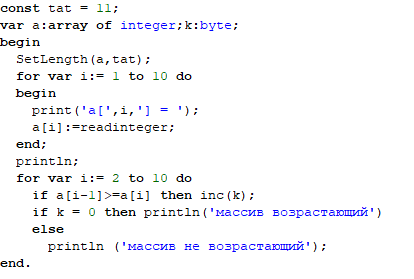 const tat = 11;
var a:array of integer;k:byte;
begin
  SetLength(a,tat);
  for var i:= 1 to 10 do
  begin
    print('a[',i,'] = ');
    a[i]:=readinteger;
  end;
  println;
  for var i:= 2 to 10 do
    if a[i-1]>=a[i] then inc(k);
    if k = 0 then println('массив возрастающий')
    else
      println ('массив не возрастающий');
end.